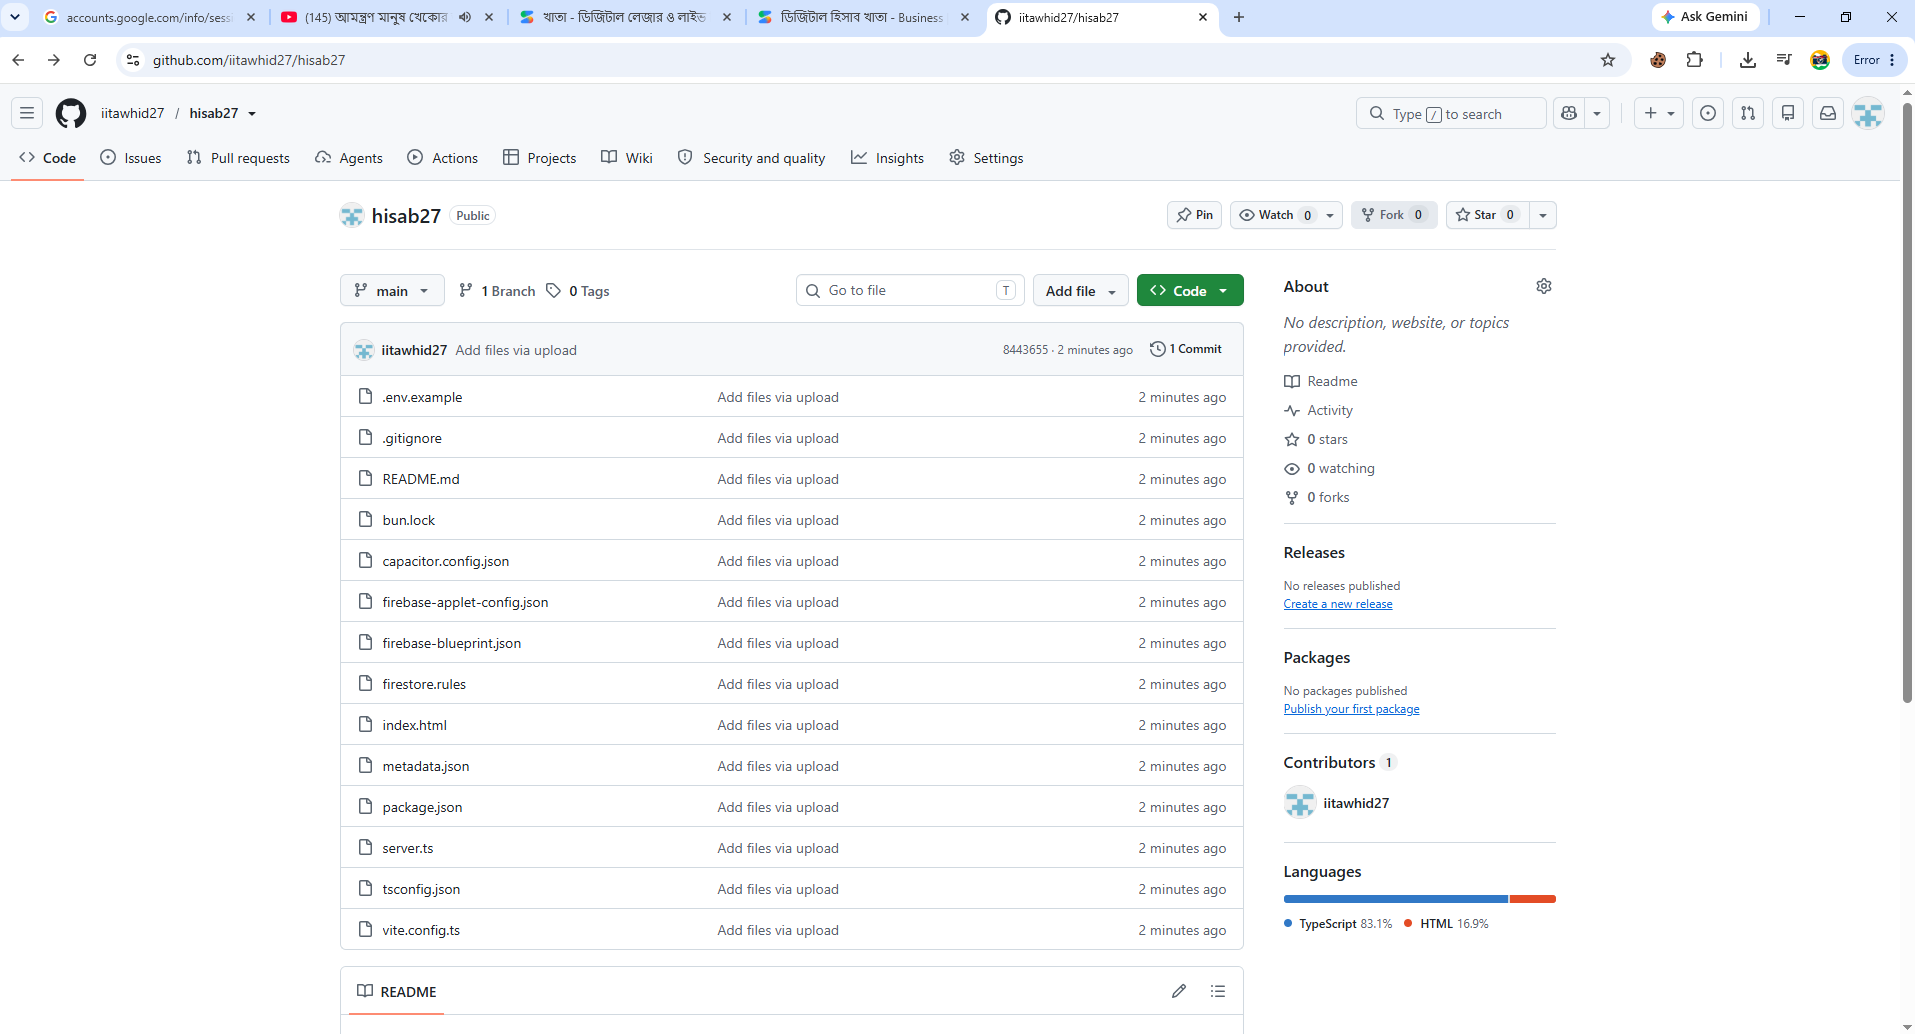 accounts.google.com/info/sessi
(145) আমন্ত্রণ মানুষ খেকোর
খাতা - ডিজিটাল লেজার ও লাইভ
ডিজিটাল হিসাব খাতা - Business
iitawhid27/hisab27
Ask Gemini
github.com/iitawhid27/hisab27
Error
iitawhid27 / hisab27
Type / to search
Code
Issues
Pull requests
Agents
Actions
Projects
Wiki
Security and quality
Insights
Settings
hisab27 Public
Pin
Watch 0
Fork 0
Star 0
main
1 Branch
0 Tags
Go to file T
Add file
Code
iitawhid27 Add files via upload 8443655 · 2 minutes ago 1 Commit
.env.example Add files via upload 2 minutes ago
.gitignore Add files via upload 2 minutes ago
README.md Add files via upload 2 minutes ago
bun.lock Add files via upload 2 minutes ago
capacitor.config.json Add files via upload 2 minutes ago
firebase-applet-config.json Add files via upload 2 minutes ago
firebase-blueprint.json Add files via upload 2 minutes ago
firestore.rules Add files via upload 2 minutes ago
index.html Add files via upload 2 minutes ago
metadata.json Add files via upload 2 minutes ago
package.json Add files via upload 2 minutes ago
server.ts Add files via upload 2 minutes ago
tsconfig.json Add files via upload 2 minutes ago
vite.config.ts Add files via upload 2 minutes ago
README
About
No description, website, or topics
provided.
Readme
Activity
0 stars
0 watching
0 forks
Releases
No releases published
Create a new release
Packages
No packages published
Publish your first package
Contributors 1
iitawhid27
Languages
TypeScript 83.1% HTML 16.9%